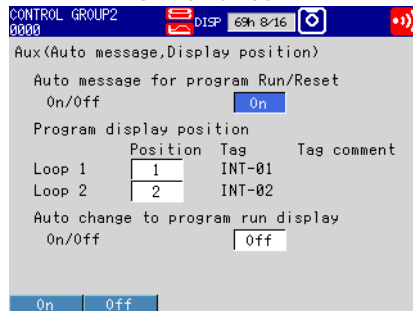 CONTROL GROUP2 DISP 69h 8/16
0000
Aux(Auto message,Display position)
Auto message for program Run/Reset
On/Off On
Program display position
Position Tag Tag comment
Loop 1 1 INT-01
Loop 2 2 INT-02
Auto change to program run display
On/Off Off
On Off